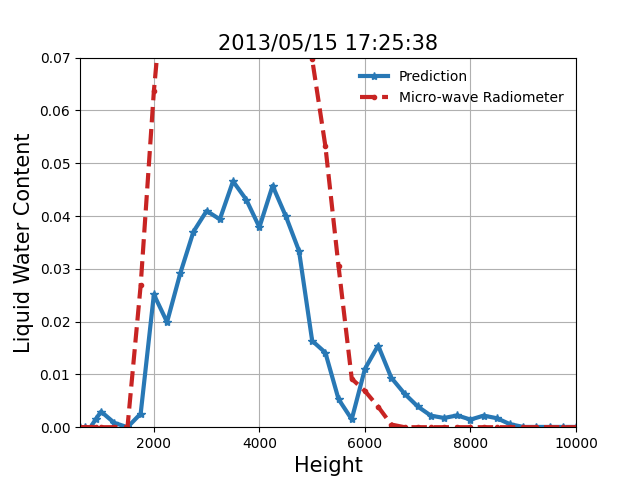 2013/05/15 17:25:38
Prediction
Micro-wave Radiometer
Liquid Water Content
0.07
0.06
0.05
0.04
0.03
0.02
0.01
0.00
2000 4000 6000 8000 10000
Height